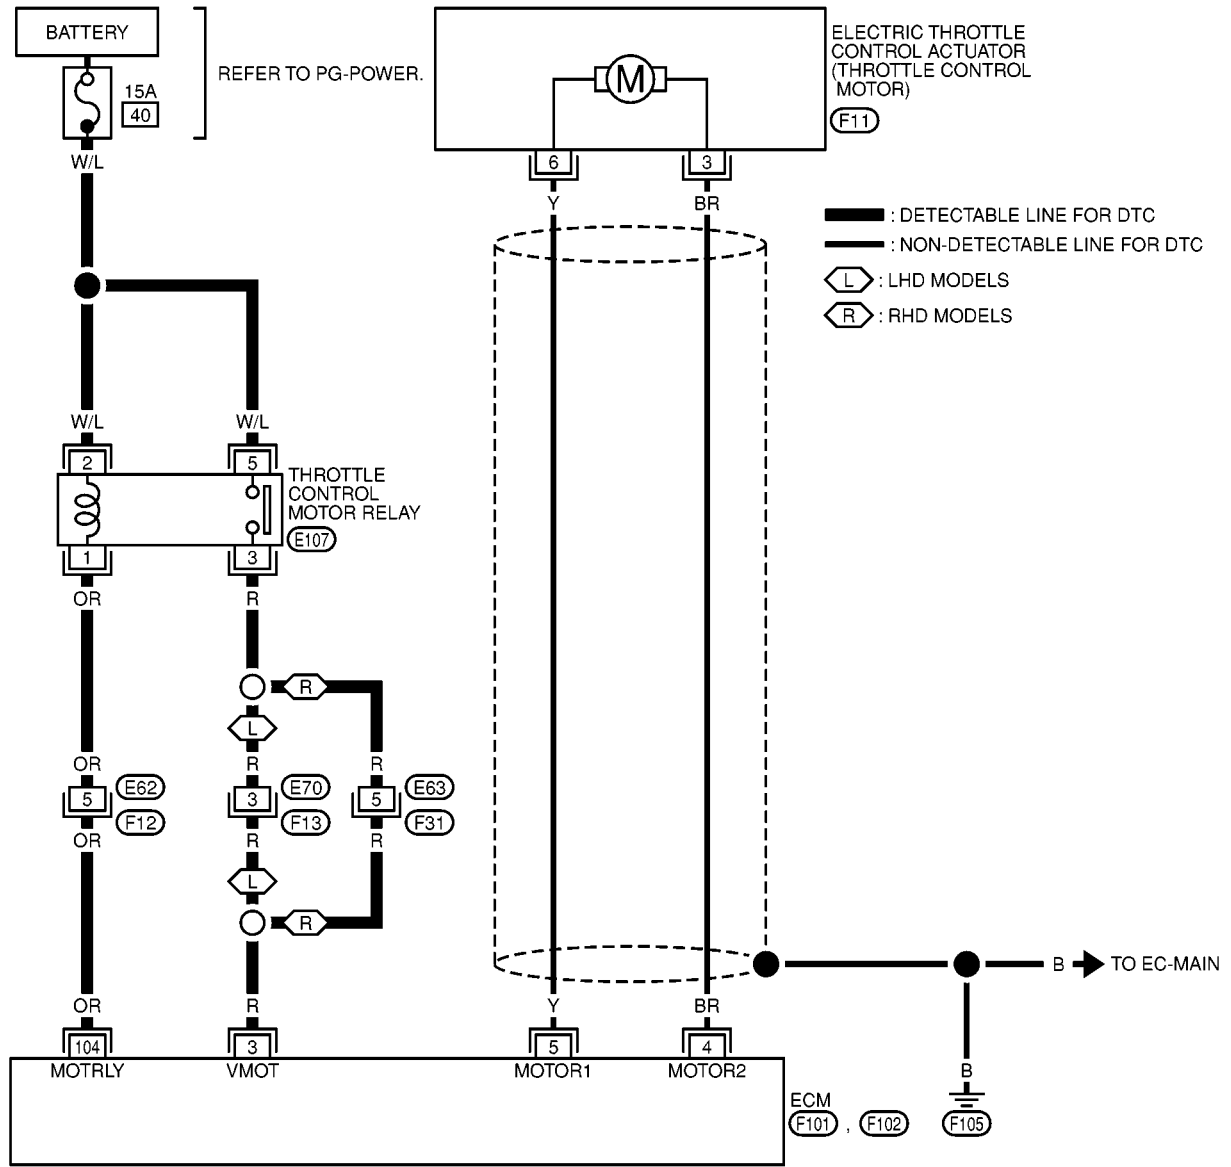 BATTERY
15A
40
REFER TO PG-POWER.
W/L
M
ELECTRIC THROTTLE
CONTROL ACTUATOR
(THROTTLE CONTROL
MOTOR)
F11
6
3
Y
BR
: DETECTABLE LINE FOR DTC
: NON-DETECTABLE LINE FOR DTC
L : LHD MODELS
R : RHD MODELS
W/L
W/L
2
5
THROTTLE
CONTROL
MOTOR RELAY
E107
1
3
OR
R
R
L
OR
R
R
5
E62
F12
3
E70
F13
5
E63
F31
OR
R
R
L
R
B
TO EC-MAIN
OR
R
Y
BR
104
3
5
4
MOTRLY
VMOT
MOTOR1
MOTOR2
B
ECM
F101 , F102
F105